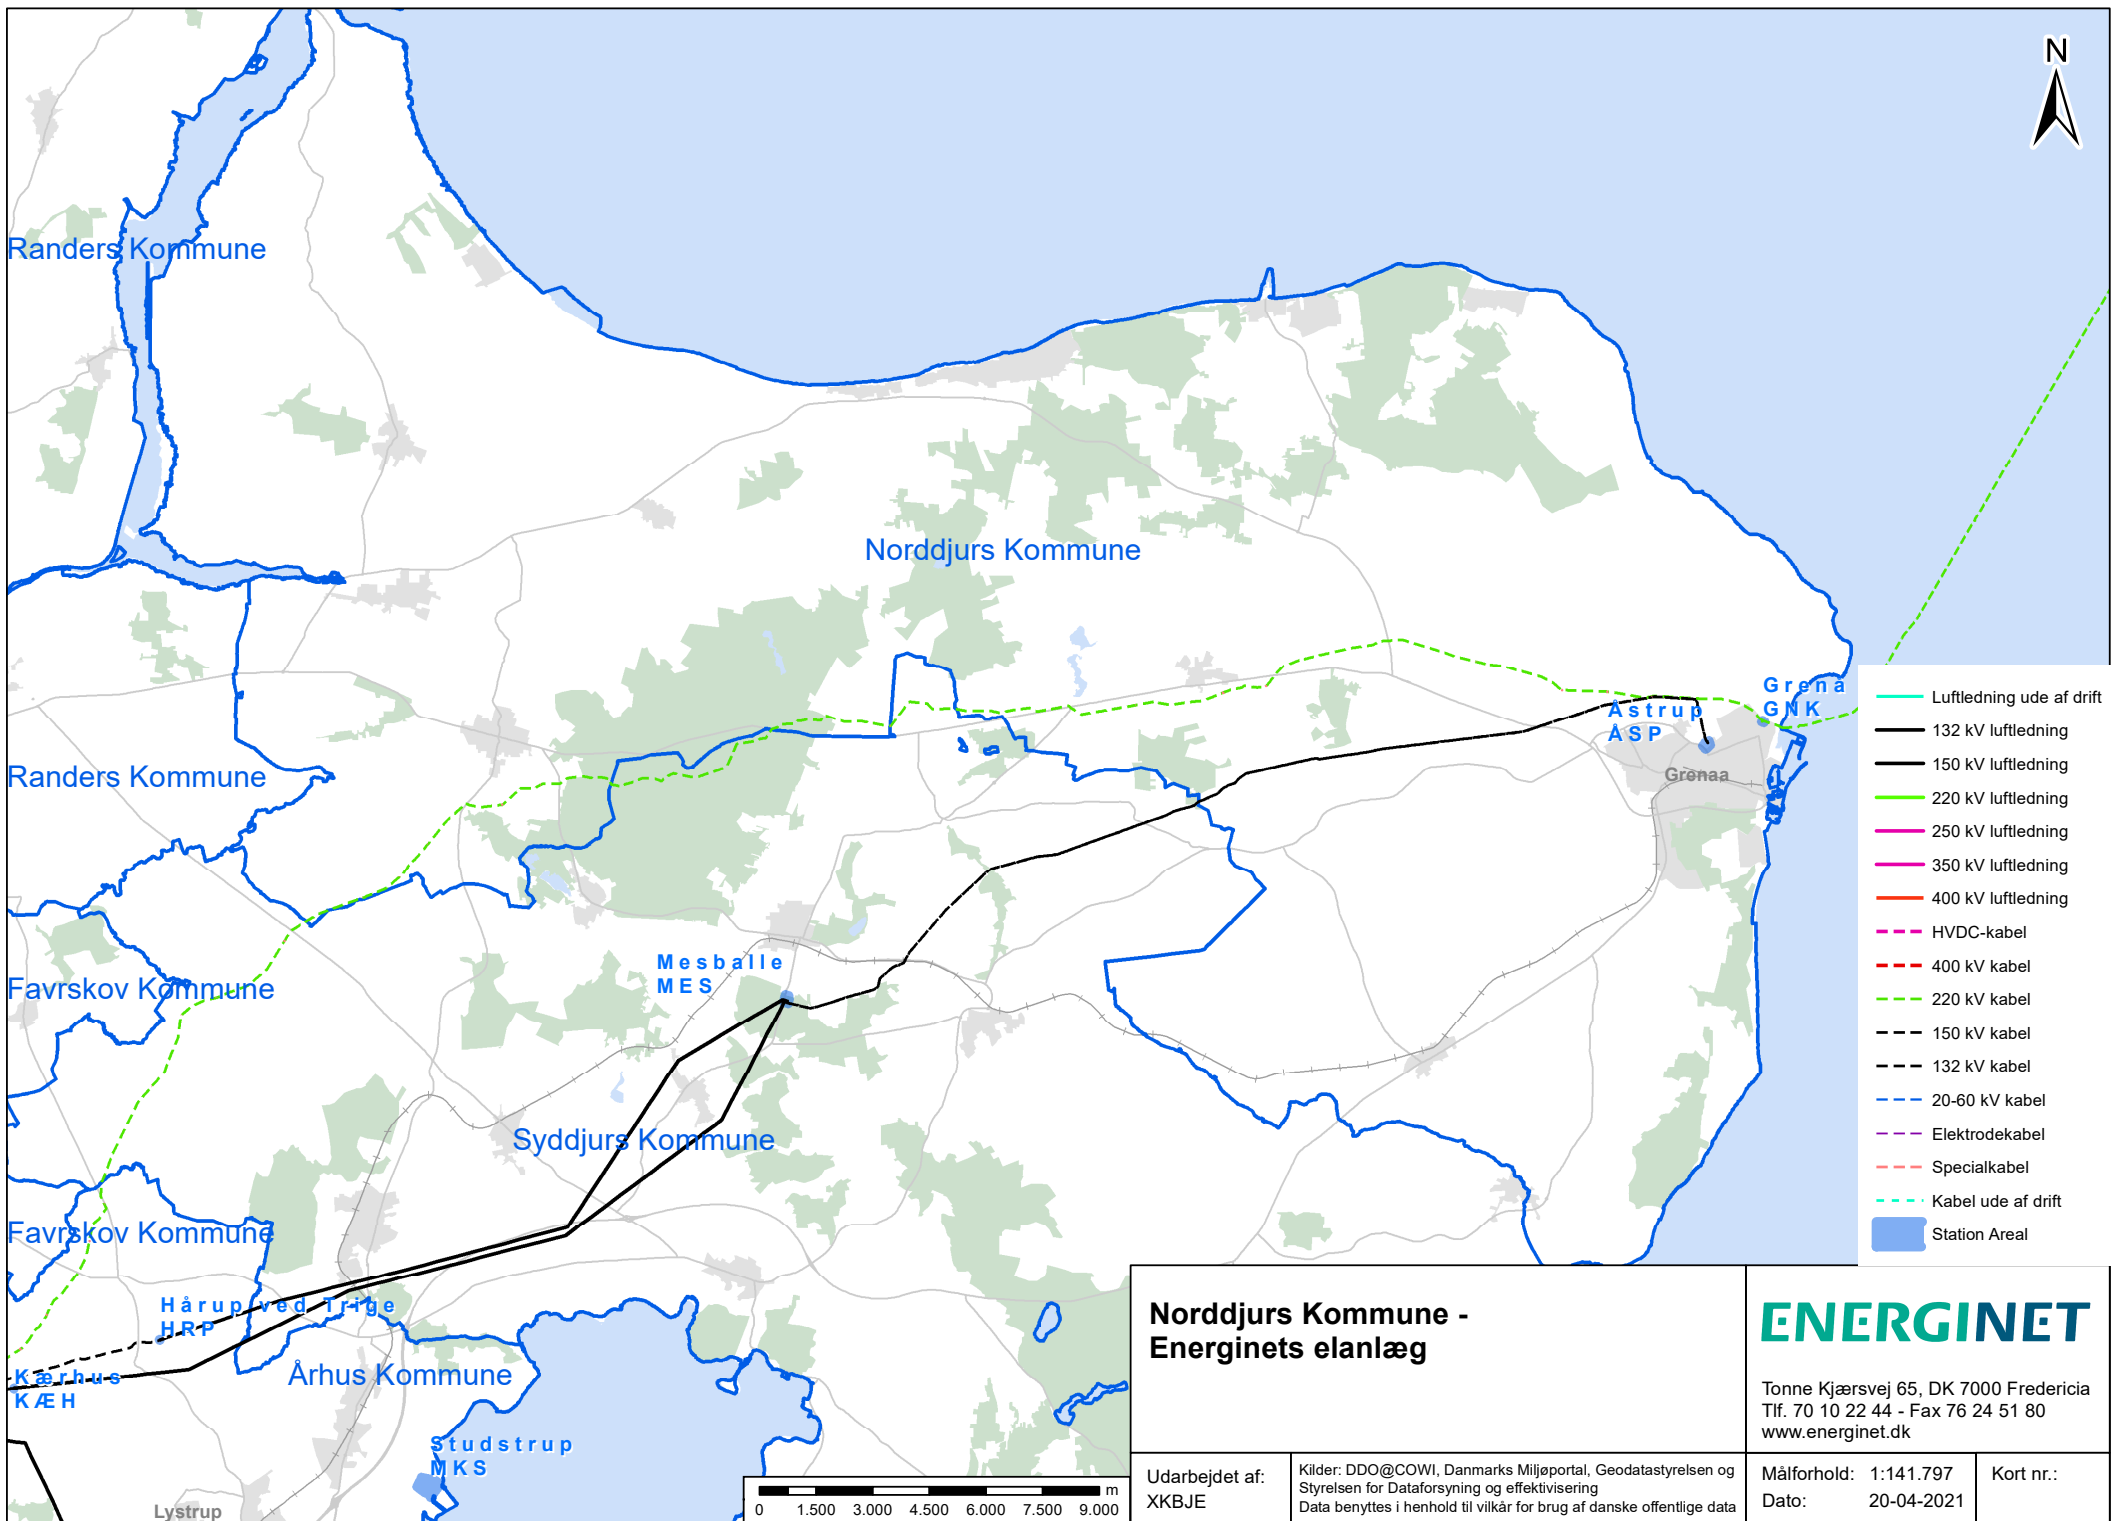 N
Randers Kommune
Norddjurs Kommune
Grenå
GNK
Åstrup
ÅSP
Grenaa
Randers Kommune
Mesballe
MES
Favrskov Kommune
Syddjurs Kommune
Favrskov Kommune
Hårup ved Trige
HRP
Kærhus
KÆH
Århus Kommune
Studstrup
MKS
Lystrup
Luftledning ude af drift
132 kV luftledning
150 kV luftledning
220 kV luftledning
250 kV luftledning
350 kV luftledning
400 kV luftledning
HVDC-kabel
400 kV kabel
220 kV kabel
150 kV kabel
132 kV kabel
20-60 kV kabel
Elektrodekabel
Specialkabel
Kabel ude af drift
Station Areal
m
0 1.500 3.000 4.500 6.000 7.500 9.000
Norddjurs Kommune -
Energinets elanlæg
ENERGINET
Tonne Kjærsvej 65, DK 7000 Fredericia
Tlf. 70 10 22 44 - Fax 76 24 51 80
www.energinet.dk
Udarbejdet af:
XKBJE
Kilder: DDO@COWI, Danmarks Miljøportal, Geodatastyrelsen og
Styrelsen for Dataforsyning og effektivisering
Data benyttes i henhold til vilkår for brug af danske offentlige data
Målforhold: 1:141.797
Dato: 20-04-2021
Kort nr.: